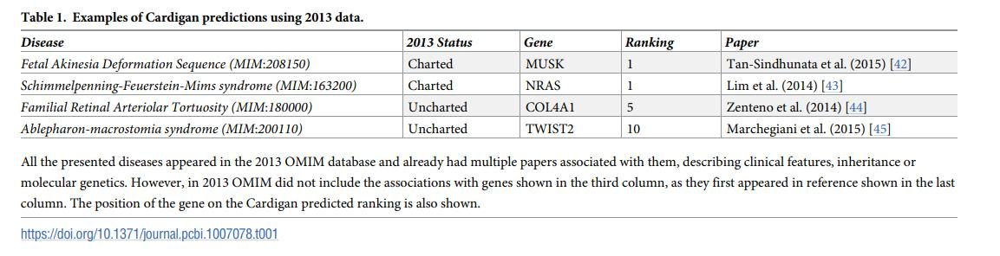 Table 1. Examples of Cardigan predictions using 2013 data.
Disease 2013 Status Gene Ranking Paper
Fetal Akinesia Deformation Sequence (MIM:208150) Charted MUSK 1 Tan-Sindhunata et al. (2015) [42]
Schimmelpenning-Feuerstein-Mims syndrome (MIM:163200) Charted NRAS 1 Lim et al. (2014) [43]
Familial Retinal Arteriolar Tortuosity (MIM:180000) Uncharted COL4A1 5 Zenteno et al. (2014) [44]
Ablepharon-macrostomia syndrome (MIM:200110) Uncharted TWIST2 10 Marchegiani et al. (2015) [45]
All the presented diseases appeared in the 2013 OMIM database and already had multiple papers associated with them, describing clinical features, inheritance or
molecular genetics. However, in 2013 OMIM did not include the associations with genes shown in the third column, as they first appeared in reference shown in the last
column. The position of the gene on the Cardigan predicted ranking is also shown.
https://doi.org/10.1371/journal.pcbi.1007078.t001